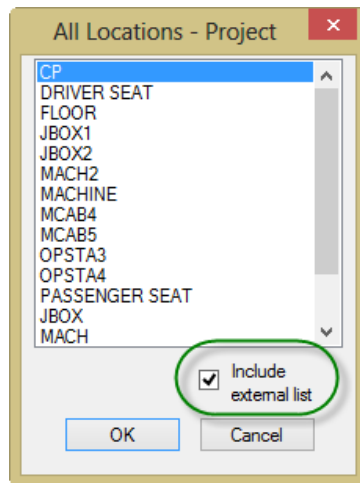 All Locations - Project
CP
DRIVER SEAT
FLOOR
JBOX1
JBOX2
MACH2
MACHINE
MCAB4
MCAB5
OPSTA3
OPSTA4
PASSENGER SEAT
JBOX
MACH
Include
external list
OK Cancel